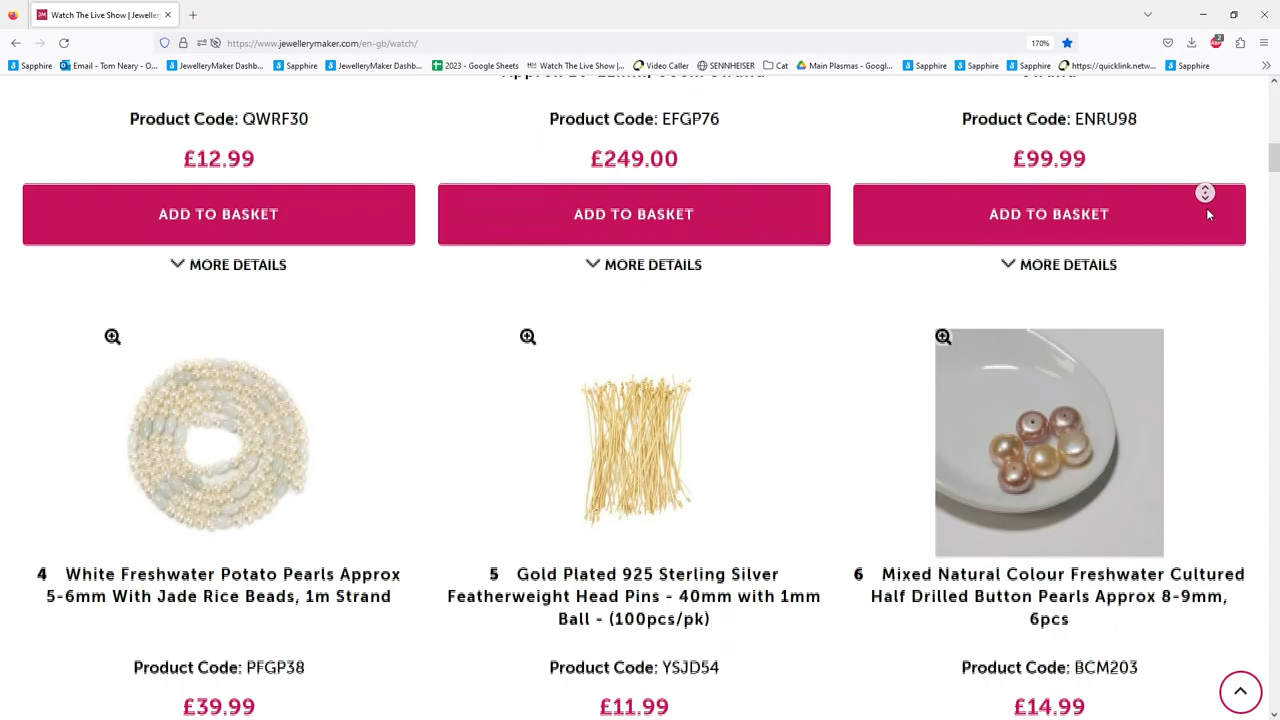 Watch The Live Show | Jeweller
https://www.jewellerymaker.com/en-gb/watch/
170%
Sapphire
Email - Tom Neary - O...
JewelleryMaker Dashb...
Sapphire
JewelleryMaker Dashb...
2023 - Google Sheets
Watch The Live Show |...
Video Caller
SENNHEISER
Cat
Main Plasmas - Googl...
Sapphire
Sapphire
Sapphire
https://quicklink.netw...
Sapphire
Product Code: QWRF30
Product Code: EFGP76
Product Code: ENRU98
£12.99
£249.00
£99.99
ADD TO BASKET
ADD TO BASKET
ADD TO BASKET
MORE DETAILS
MORE DETAILS
MORE DETAILS
4 White Freshwater Potato Pearls Approx
5-6mm With Jade Rice Beads, 1m Strand
5 Gold Plated 925 Sterling Silver
Featherweight Head Pins - 40mm with 1mm
Ball - (100pcs/pk)
6 Mixed Natural Colour Freshwater Cultured
Half Drilled Button Pearls Approx 8-9mm,
6pcs
Product Code: PFGP38
Product Code: YSJD54
Product Code: BCM203
£39.99
£11.99
£14.99